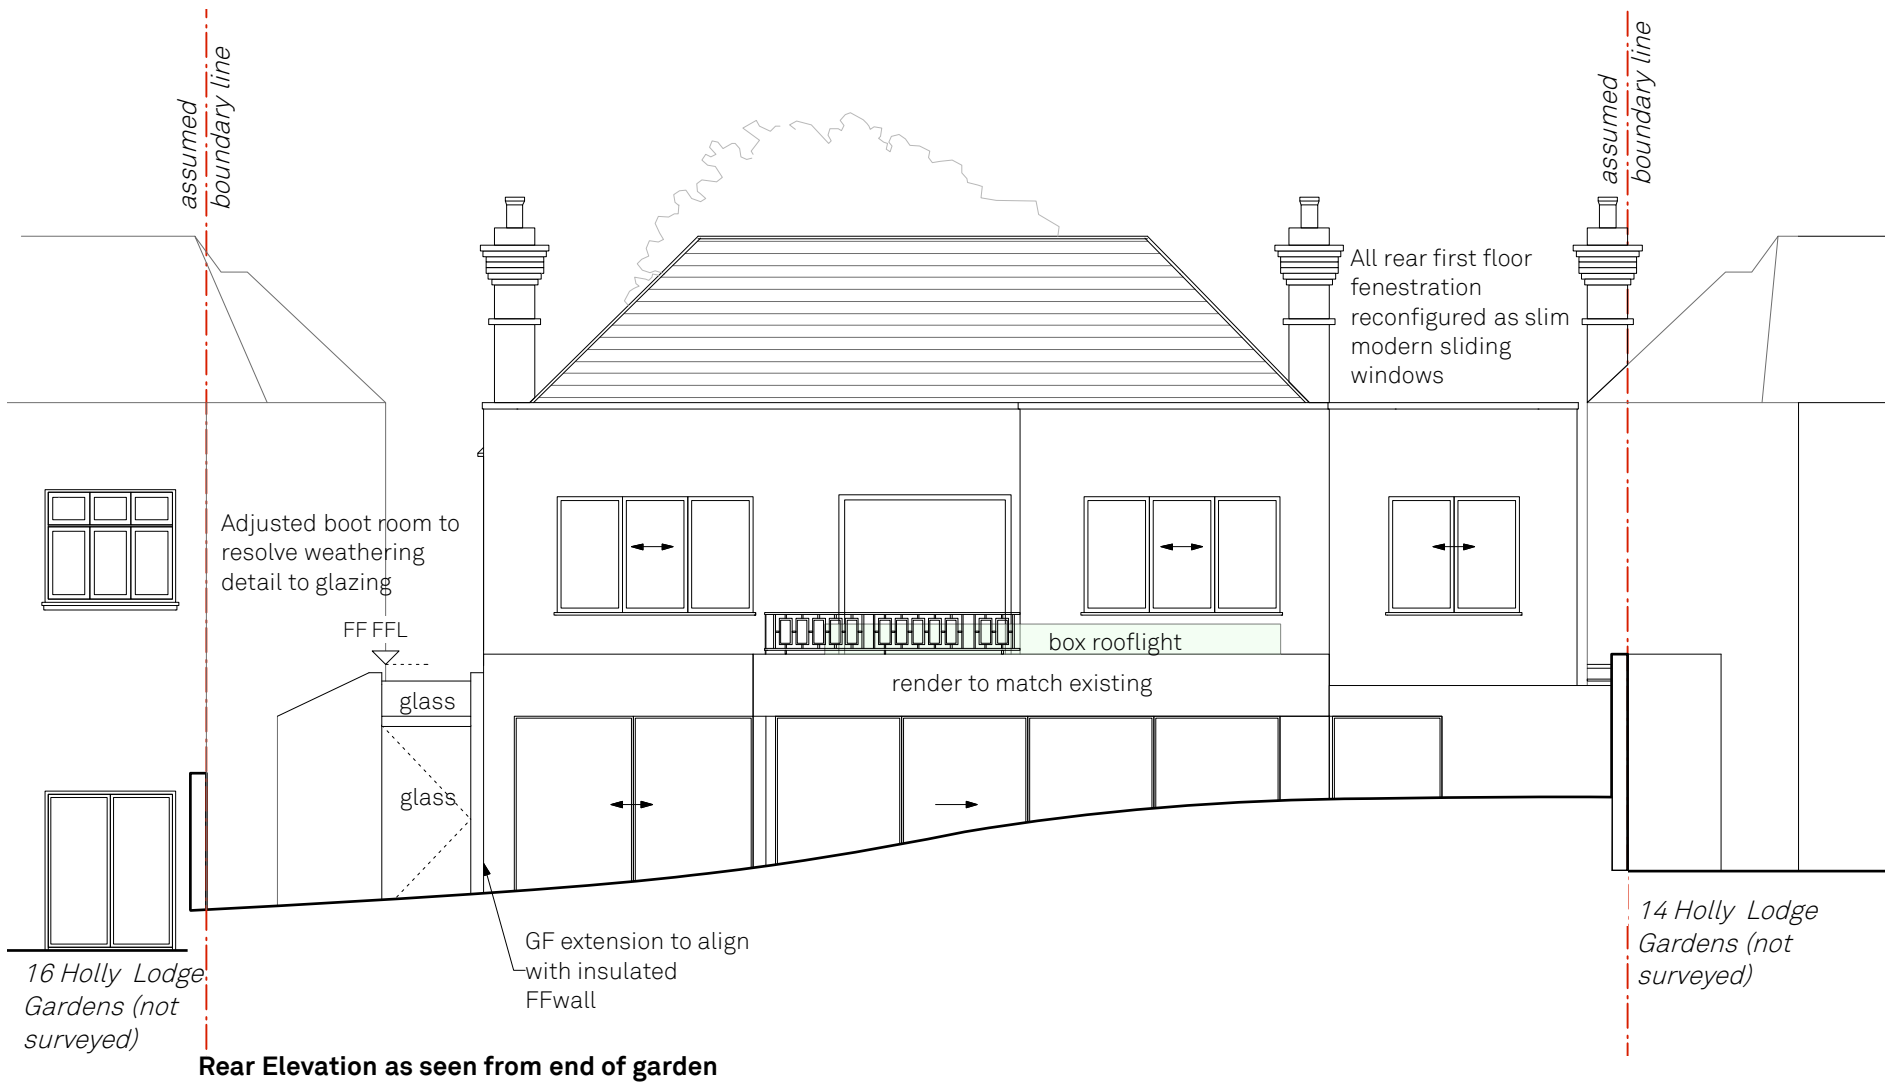 assumed
boundary line
assumed
boundary line
All rear first floor
fenestration
reconfigured as slim
modern sliding
windows
Adjusted boot room to
resolve weathering
detail to glazing
FF FFL
box rooflight
render to match existing
glass
glass
GF extension to align
with insulated
FFwall
14 Holly Lodge
Gardens (not
surveyed)
16 Holly Lodge
Gardens (not
surveyed)
Rear Elevation as seen from end of garden